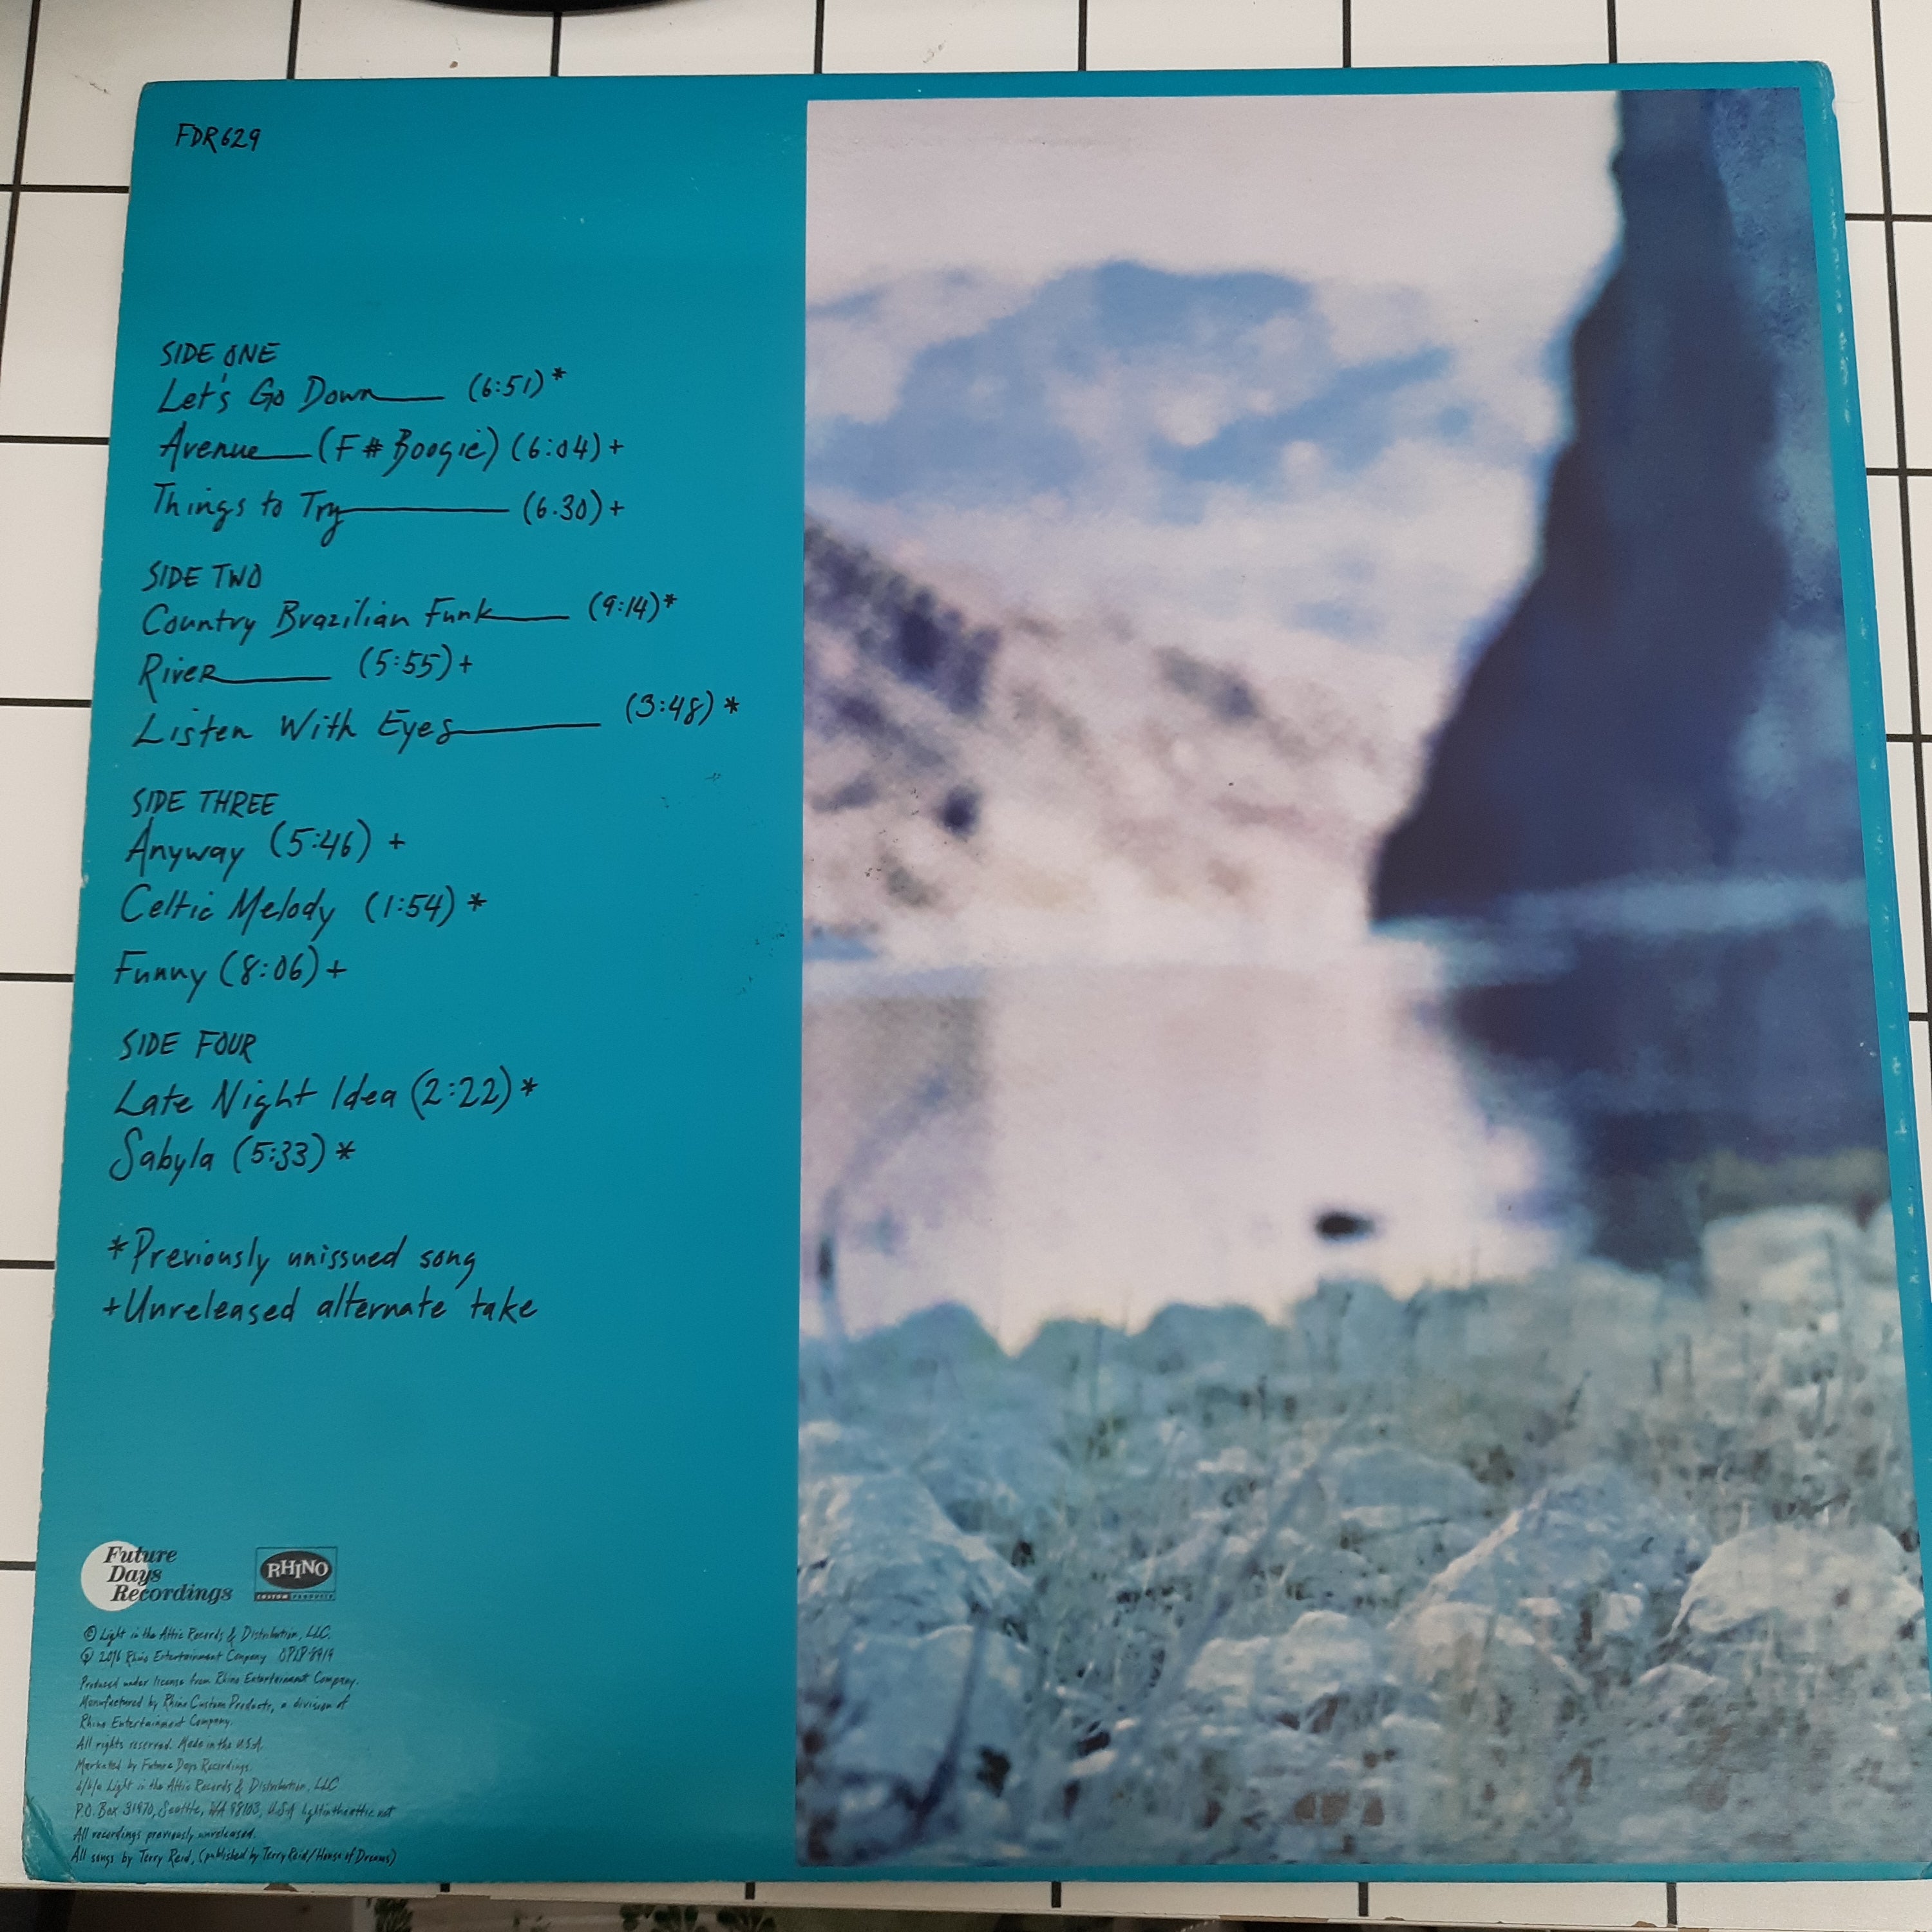 FDR629
SIDE ONE
Let's Go Down (6:51)*
Avenue (F# Boogie) (6:04)+
Things to Try (6.30)+
SIDE TWO
Country Brazilian Funk (9:14)*
River (5:55)+
Listen With Eyes (3:48)*
SIDE THREE
Anyway (5:46) +
Celtic Melody (1:54)*
Funny (8:06)+
SIDE FOUR
Late Night Idea (2:22)*
Sabyla (5:33)*
*Previously unissued song
+Unreleased alternate take
Future
Days
Recordings
RHINO
CUSTOM PRODUCTS
© Light in the Attic Records & Distribution, LLC.
℗ 2016 Rhino Entertainment Company OPLP-8919
Produced under license from Rhino Entertainment Company.
Manufactured by Rhino Custom Products, a division of
Rhino Entertainment Company.
All rights reserved. Made in the U.S.A.
Marketed by Future Days Recordings.
d/b/a Light in the Attic Records & Distribution, LLC
P.O. Box 31970, Seattle, WA 98103, U.S.A lightintheattic.net
All recordings previously unreleased.
All songs by Terry Reid, (published by Terry Reid/House of Dreams)